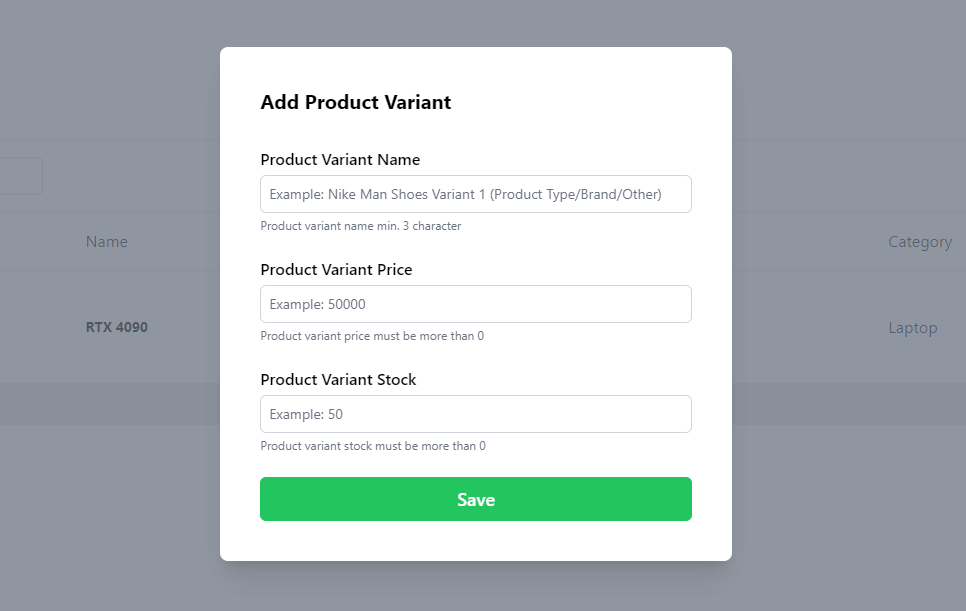 Add Product Variant
Product Variant Name
Example: Nike Man Shoes Variant 1 (Product Type/Brand/Other)
Product variant name min. 3 character
Name
Category
Product Variant Price
Example: 50000
RTX 4090
Laptop
Product variant price must be more than 0
Product Variant Stock
Example: 50
Product variant stock must be more than 0
Save